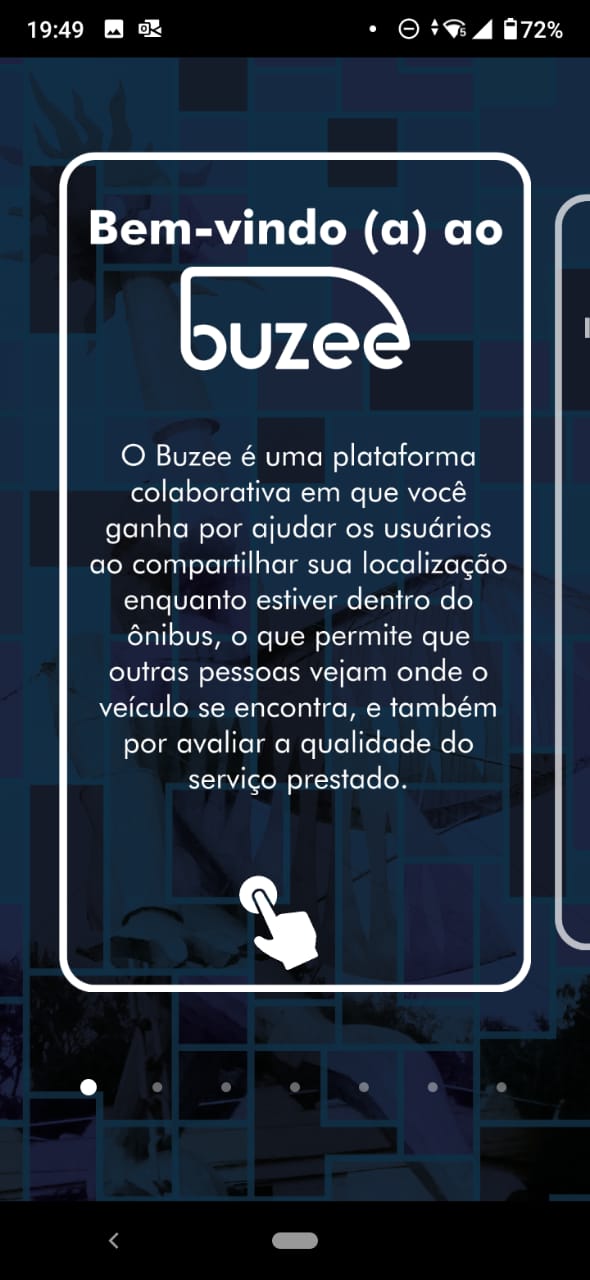 19:49
5
72%
Bem-vindo (a) ao
buzee
O Buzee é uma plataforma
colaborativa em que você
ganha por ajudar os usuários
ao compartilhar sua localização
enquanto estiver dentro do
ônibus, o que permite que
outras pessoas vejam onde o
veículo se encontra, e também
por avaliar a qualidade do
serviço prestado.